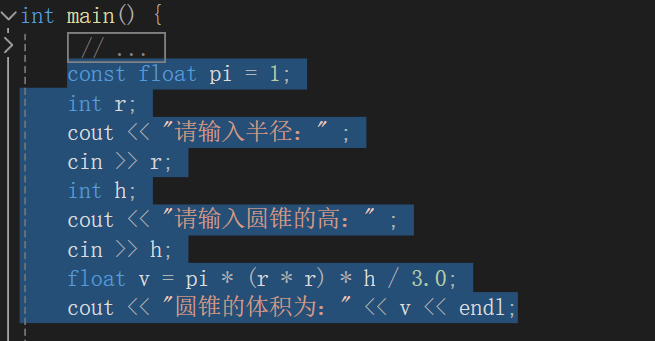 int main() {
// ...
const float pi = 1;
int r;
cout << "请输入半径：" ;
cin >> r;
int h;
cout << "请输入圆锥的高：" ;
cin >> h;
float v = pi * (r * r) * h / 3.0;
cout << "圆锥的体积为：" << v << endl;